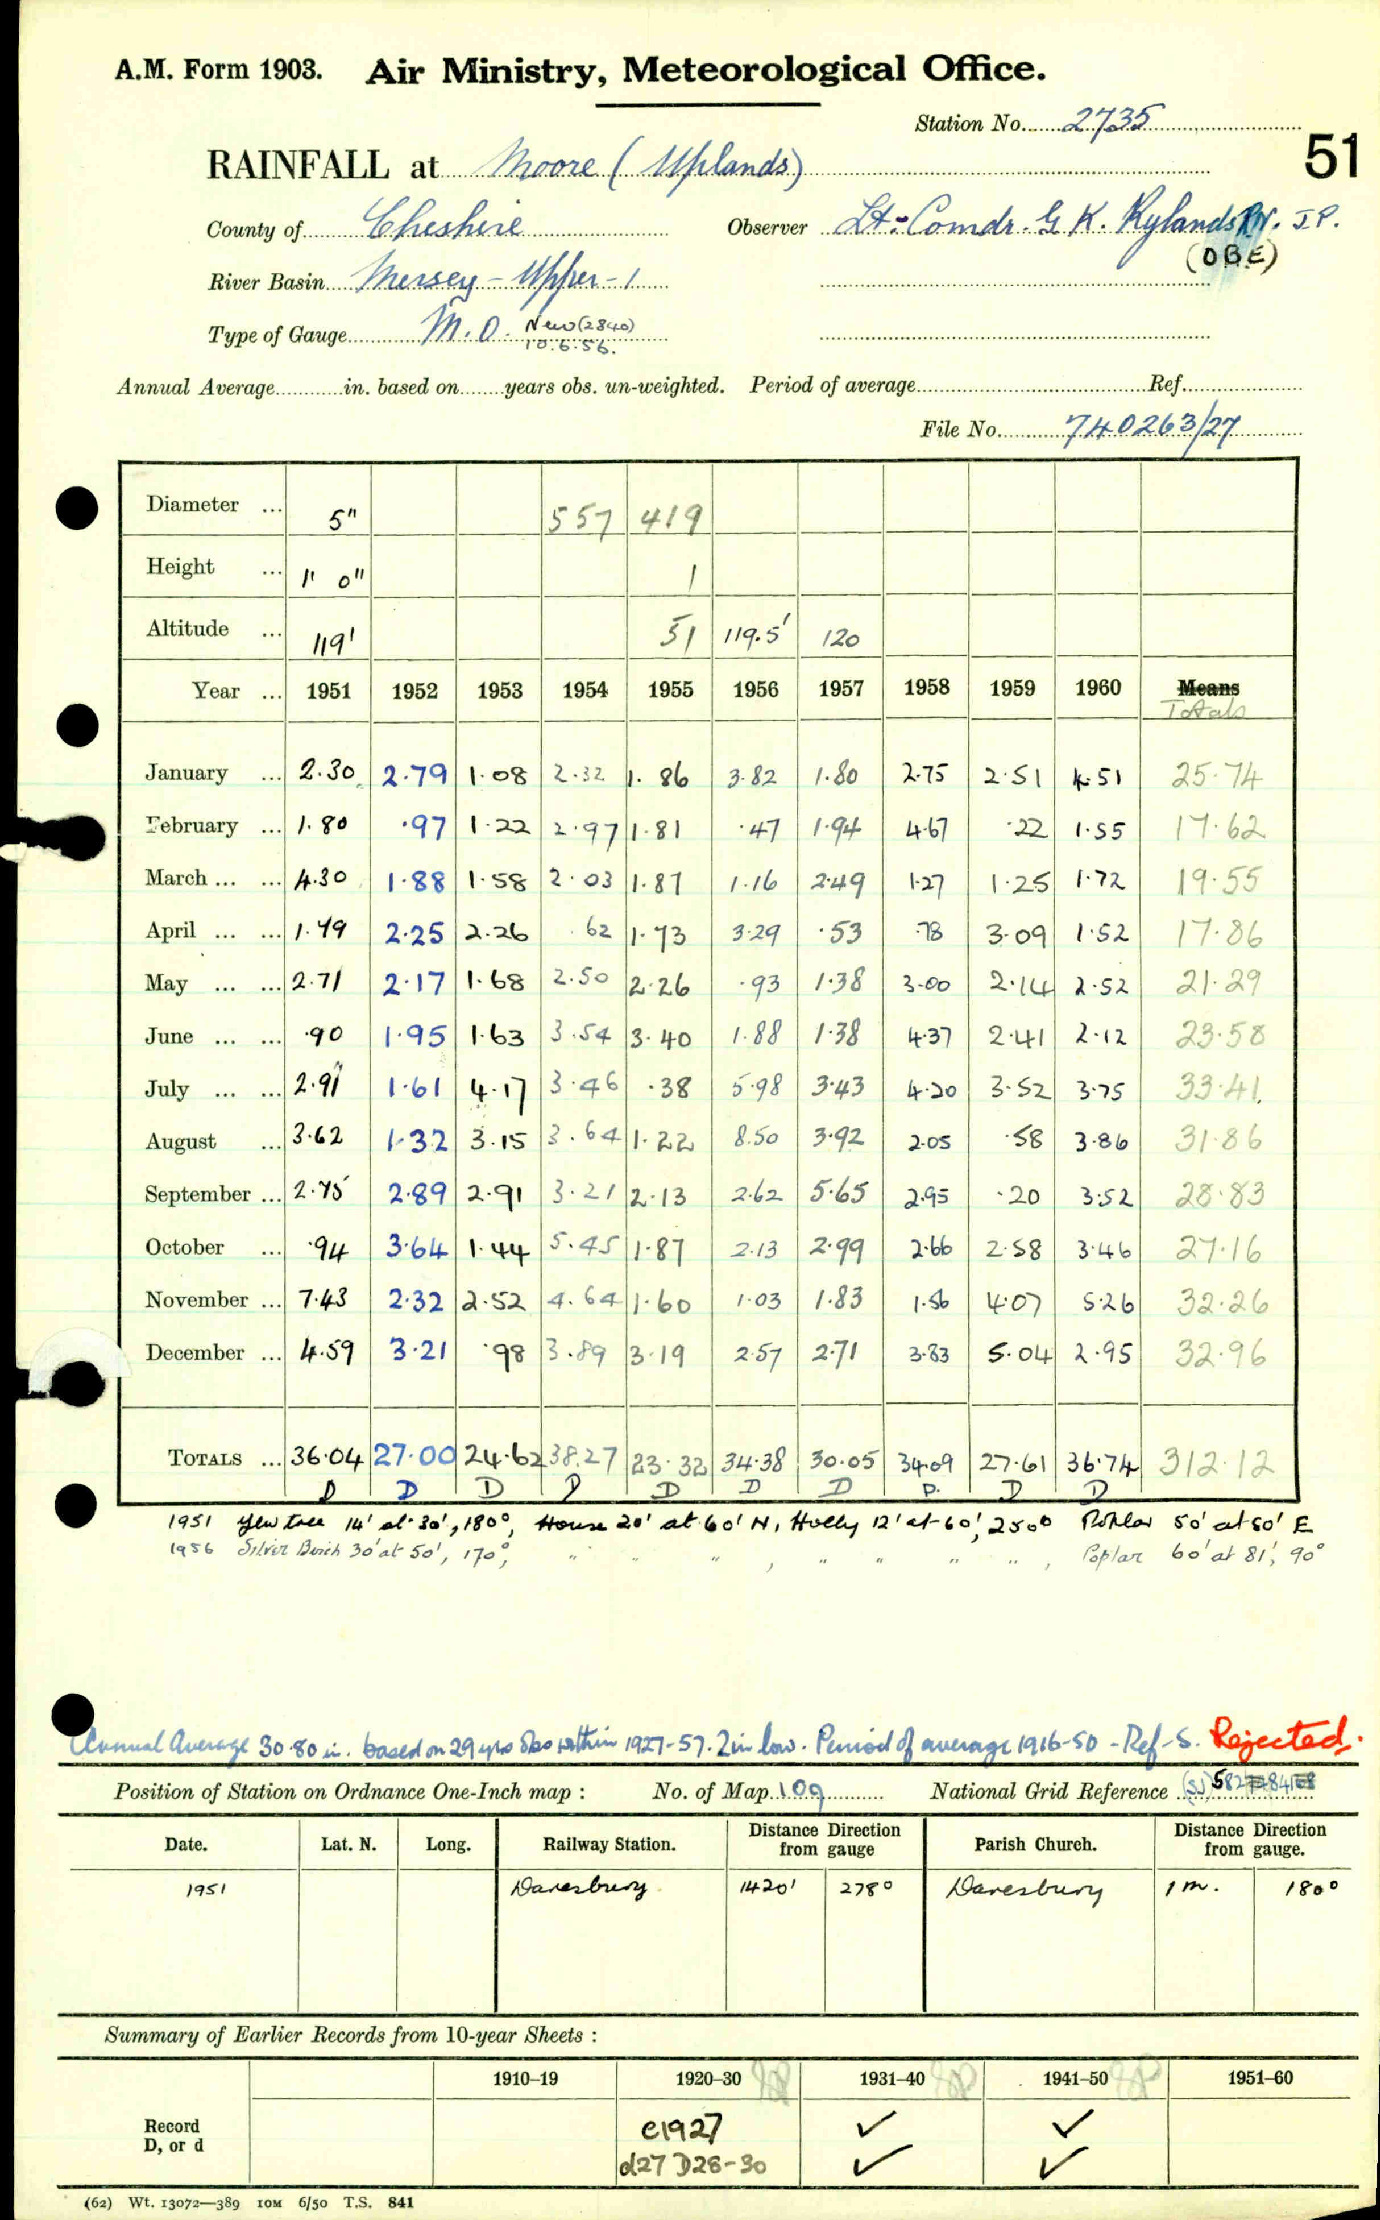 A.M. Form 1903. Air Ministry, Meteorological Office.
Station No. 2735
51
RAINFALL at Moore (Uplands)
County of Cheshire Observer Lt-Comdr. G K. Rylands R.N. J.P.
(OBE)
River Basin Mersey - Upper - 1
Type of Gauge M.O. New (2840)
10.6.56.
Annual Average in. based on years obs. un-weighted. Period of average Ref.
File No. 740263/27
Diameter ... 5" 557 419
Height ... 1' 0" 1
Altitude ... 119' 51 119.5' 120
Year ... 1951 1952 1953 1954 1955 1956 1957 1958 1959 1960 Means
Totals
January ... 2.30 2.79 1.08 2.32 1.86 3.82 1.80 2.75 2.51 4.51 25.74
February ... 1.80 .97 1.22 2.97 1.81 .47 1.94 4.67 .22 1.55 17.62
March ... ... 4.30 1.88 1.58 2.03 1.87 1.16 2.49 1.27 1.25 1.72 19.55
April ... ... 1.79 2.25 2.26 .62 1.73 3.29 .53 .78 3.09 1.52 17.86
May ... ... 2.71 2.17 1.68 2.50 2.26 .93 1.38 3.00 2.14 2.52 21.29
June ... ... .90 1.95 1.63 3.54 3.40 1.88 1.38 4.37 2.41 2.12 23.58
July ... ... 2.91 1.61 4.17 3.46 .38 5.98 3.43 4.20 3.52 3.75 33.41
August ... 3.62 1.32 3.15 3.64 1.22 8.50 3.92 2.05 .58 3.86 31.86
September ... 2.75 2.89 2.91 3.21 2.13 2.62 5.65 2.95 .20 3.52 28.83
October ... .94 3.64 1.44 5.45 1.87 2.13 2.99 2.66 2.58 3.46 27.16
November ... 7.43 2.32 2.52 4.64 1.60 1.03 1.83 1.56 4.07 5.26 32.26
December ... 4.59 3.21 .98 3.89 3.19 2.57 2.71 3.83 5.04 2.95 32.96
TOTALS ... 36.04 27.00 24.62 38.27 23.32 34.38 30.05 34.09 27.61 36.74 312.12
D D D D D D D D. D D
1951 Yew tree 14' at 30', 180°, House 20' at 60' N, Holly 12' at 60', 250° Poplar 50' at 80' E
1956 Silver Birch 30' at 50', 170°, " " " " , " " " " , Poplar 60' at 81', 90°
Annual Average 30.80 in. based on 29 yrs obs within 1927-57. 2 in low. Period of average 1916-50 - Ref - S. Rejected.
Position of Station on Ordnance One-Inch map : No. of Map 109 National Grid Reference (SJ) 582 84
Date. Lat. N. Long. Railway Station. Distance from gauge Direction Parish Church. Distance from gauge. Direction
1951 Daresbury 1420' 278° Daresbury 1 m. 180°
Summary of Earlier Records from 10-year Sheets :
1910–19 1920–30 1931–40 1941–50 1951–60
Record D, or d c1927 ✓ ✓
d27 D28-30 ✓ ✓
(62) Wt. 13072—389 10M 6/50 T.S. 841